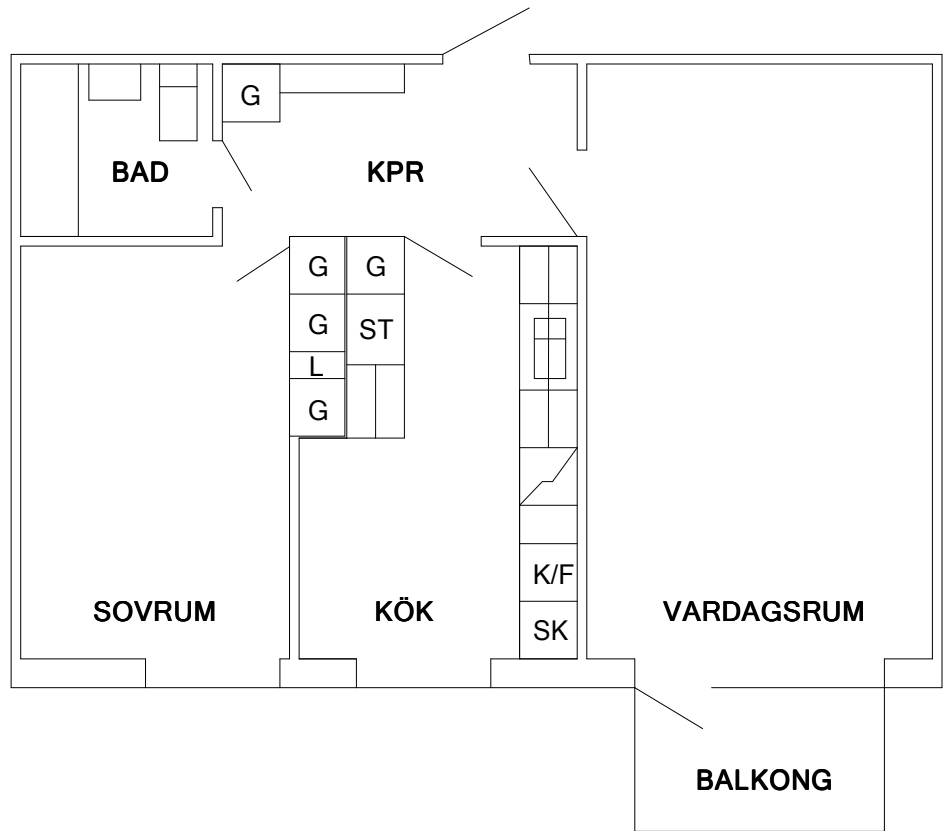 G
BAD
KPR
G
G
G
ST
L
G
K/F
SOVRUM
KÖK
VARDAGSRUM
SK
BALKONG